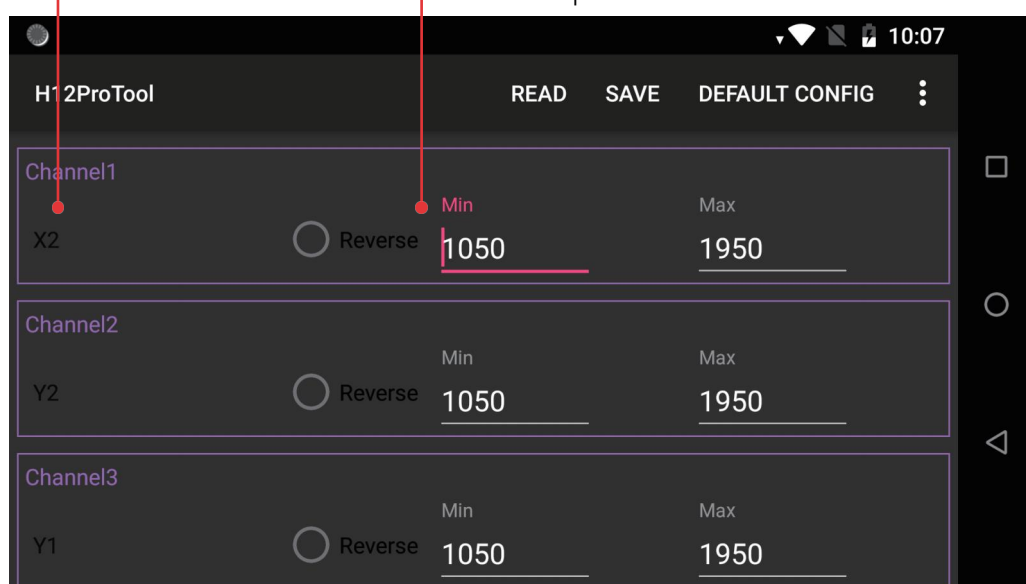 10:07
H12ProTool READ SAVE DEFAULT CONFIG
Channel1
Min Max
X2 Reverse 1050 1950
Channel2
Min Max
Y2 Reverse 1050 1950
Channel3
Min Max
Y1 Reverse 1050 1950